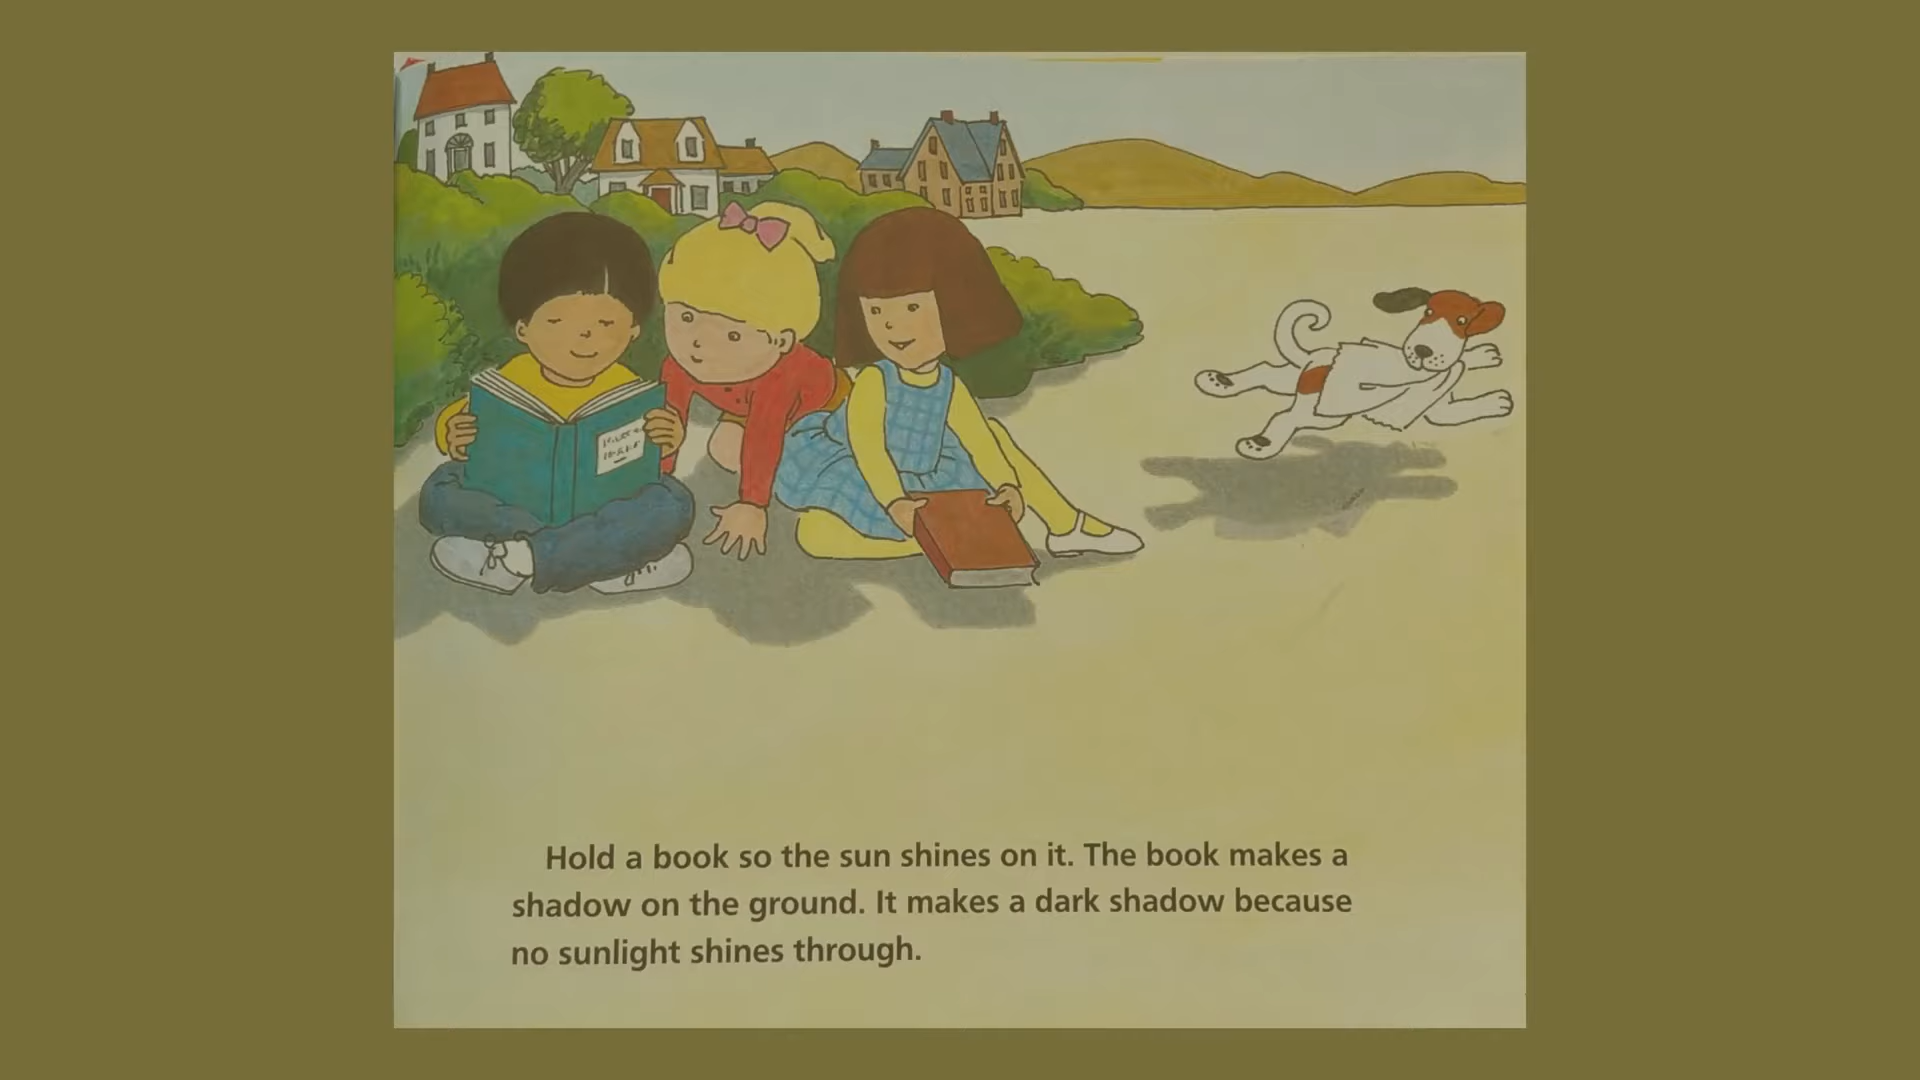 Hold a book so the sun shines on it. The book makes a
shadow on the ground. It makes a dark shadow because
no sunlight shines through.